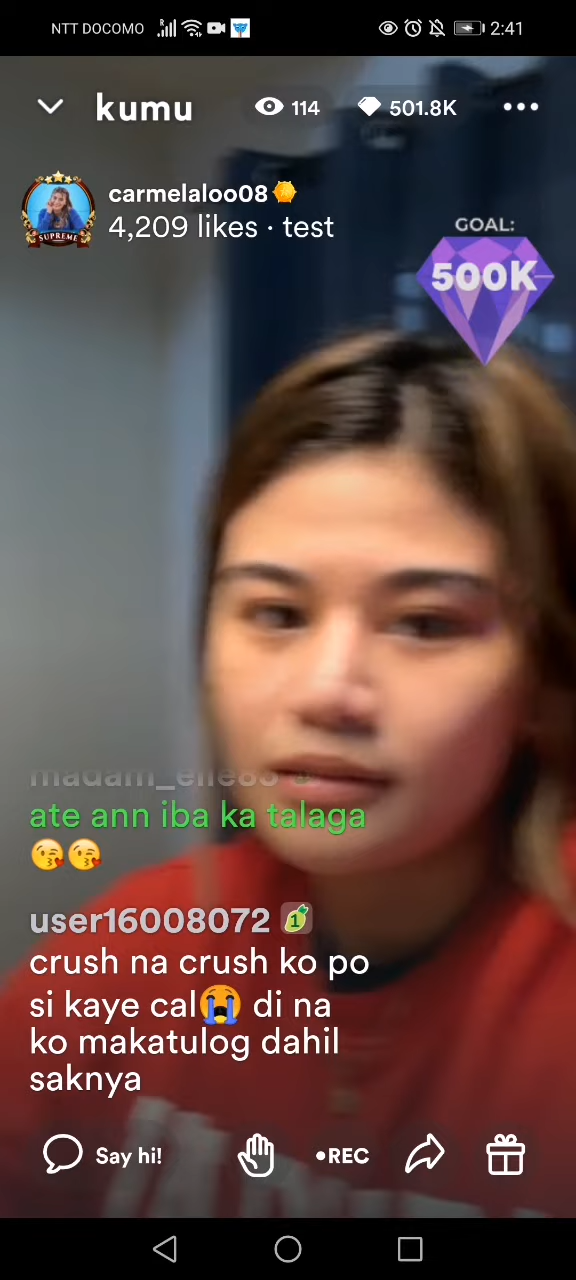 NTT DOCOMO 2:41
kumu 114 501.8K
carmelaloo08
SUPREME
4,209 likes · test
GOAL:
500K
ate ann iba ka talaga
😘😘
user16008072 1
crush na crush ko po
si kaye cal😭 di na
ko makatulog dahil
saknya
Say hi! •REC